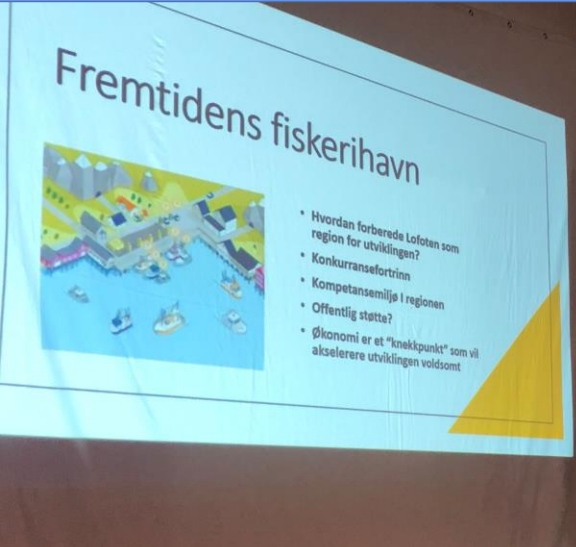 Fremtidens fiskerihavn
• Hvordan forberede Lofoten som
region for utviklingen?
• Konkurransefortrinn
• Kompetansemiljø I regionen
• Offentlig støtte?
• Økonomi er et "knekkpunkt" som vil
akselerere utviklingen voldsomt